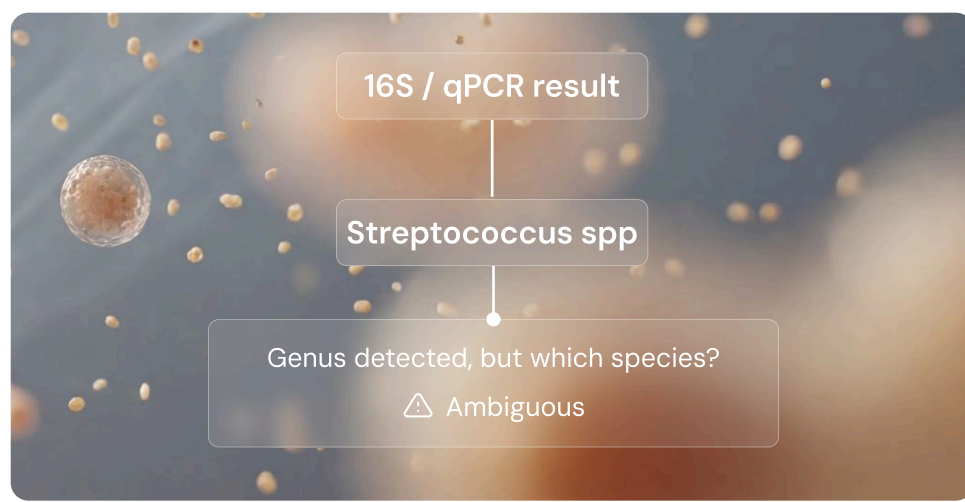 16S / qPCR result
Streptococcus spp
Genus detected, but which species?
Ambiguous